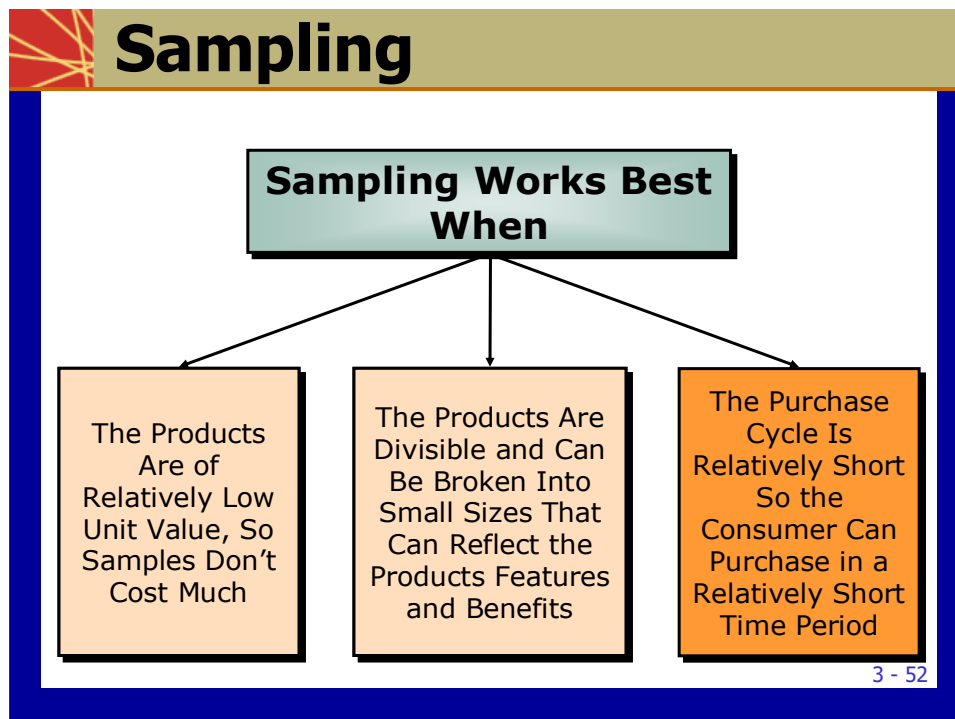 Sampling
Sampling Works Best
When
The Products
Are of
Relatively Low
Unit Value, So
Samples Don’t
Cost Much
The Products Are
Divisible and Can
Be Broken Into
Small Sizes That
Can Reflect the
Products Features
and Benefits
The Purchase
Cycle Is
Relatively Short
So the
Consumer Can
Purchase in a
Relatively Short
Time Period
3 - 52